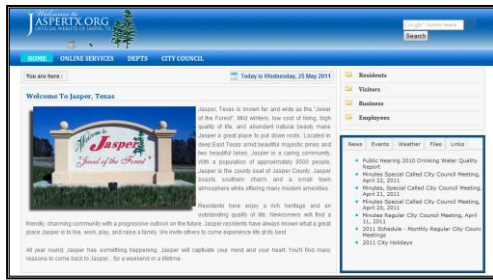 Welcome to
JASPERTX.ORG
OFFICIAL WEBSITE OF JASPER, TX
Google Custom Search
Search
HOME ONLINE SERVICES DEPTS CITY COUNCIL
You are here :
Today is Wednesday, 25 May 2011
Welcome To Jasper, Texas
Welcome to
Jasper
"Jewel of the Forest"
Jasper, Texas is known far and wide as the "Jewel
of the Forest". Mild winters, low cost of living, high
quality of life, and abundant natural beauty make
Jasper a great place to put down roots. Located in
deep East Texas amid beautiful majestic pines and
two beautiful lakes, Jasper is a caring community.
With a population of approximately 8500 people,
Jasper is the county seat of Jasper County. Jasper
boasts southern charm and a small town
atmosphere while offering many modern amenities.
Residents here enjoy a rich heritage and an
outstanding quality of life. Newcomers will find a
friendly, charming community with a progressive outlook on the future. Jasper residents have always known what a great
place Jasper is to live, work, play, and raise a family. We invite others to come experience life at its best.
All year round, Jasper has something happening. Jasper will captivate your mind and your heart. You'll find many
reasons to come back to Jasper... for a weekend or a lifetime.
Residents
Visitors
Business
Employees
News Events Weather Files Links
Public Hearing 2010 Drinking Water Quality
Report
Minutes Special Called City Council Meeting,
April 22, 2011
Minutes, Special Called City Council Meeting,
April 21, 2011
Minutes, Special Called City Council Meeting,
April 20, 2011
Minutes Regular City Council Meeting, April
11, 2011
2011 Schedule - Monthly Regular City Council
Meetings
2011 City Holidays